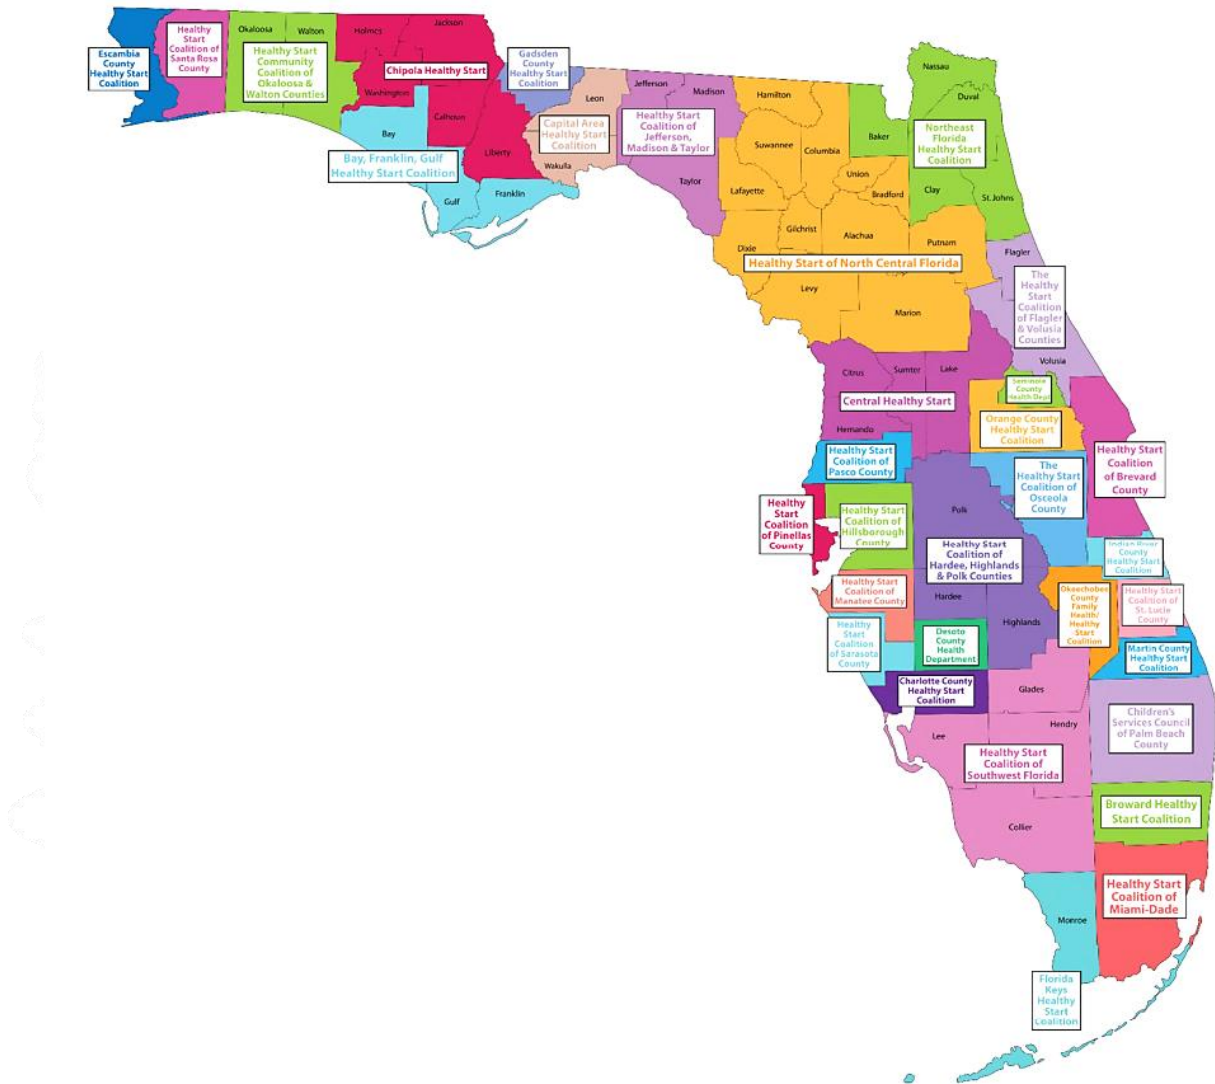 Escambia
County
Healthy Start
Coalition
Healthy
Start
Coalition of
Santa Rosa
County
Okaloosa
Walton
Healthy Start
Community
Coalition of
Okaloosa &
Walton Counties
Holmes
Jackson
Chipola Healthy Start
Washington
Calhoun
Liberty
Bay
Bay, Franklin, Gulf
Healthy Start Coalition
Gulf
Franklin
Gadsden
County
Healthy Start
Coalition
Leon
Capital Area
Healthy Start
Coalition
Wakulla
Jefferson
Madison
Healthy Start
Coalition of
Jefferson,
Madison & Taylor
Taylor
Hamilton
Suwannee
Columbia
Lafayette
Union
Bradford
Gilchrist
Alachua
Putnam
Dixie
Healthy Start of North Central Florida
Levy
Marion
Nassau
Duval
Baker
Northeast
Florida
Healthy Start
Coalition
Clay
St. Johns
Flagler
The
Healthy
Start
Coalition
of Flagler
& Volusia
Counties
Volusia
Citrus
Sumter
Lake
Central Healthy Start
Hernando
Seminole
County
Health Dept
Orange County
Healthy Start
Coalition
Healthy Start
Coalition of
Pasco County
The
Healthy Start
Coalition of
Osceola
County
Healthy Start
Coalition
of Brevard
County
Healthy
Start
Coalition
of Pinellas
County
Healthy Start
Coalition of
Hillsborough
County
Polk
Healthy Start
Coalition of
Hardee, Highlands
& Polk Counties
Hardee
Highlands
Indian River
County
Healthy Start
Coalition
Healthy Start
Coalition of
Manatee County
Okeechobee
County
Family
Health/
Healthy
Start
Coalition
Healthy Start
Coalition of
St. Lucie
County
Healthy
Start
Coalition
of Sarasota
County
Desoto
County
Health
Department
Martin County
Healthy Start
Coalition
Charlotte County
Healthy Start
Coalition
Glades
Hendry
Lee
Healthy Start
Coalition of
Southwest Florida
Collier
Children's
Services Council
of Palm Beach
County
Broward Healthy
Start Coalition
Healthy Start
Coalition of
Miami-Dade
Monroe
Florida
Keys
Healthy
Start
Coalition